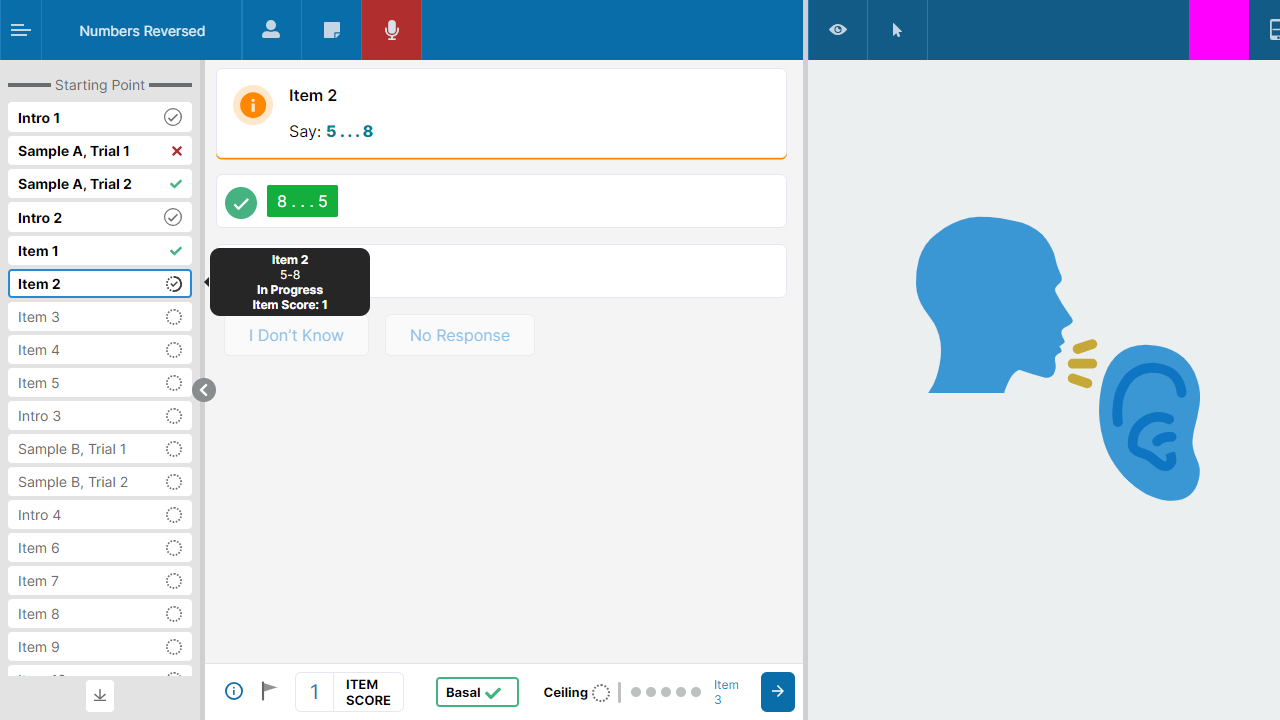 Numbers Reversed
Starting Point
Intro 1
Sample A, Trial 1
Sample A, Trial 2
Intro 2
Item 1
Item 2
Item 3
Item 4
Item 5
Intro 3
Sample B, Trial 1
Sample B, Trial 2
Intro 4
Item 6
Item 7
Item 8
Item 9
Item 2
Say: 5 . . . 8
8 . . . 5
Item 2
5-8
In Progress
Item Score: 1
I Don't Know
No Response
1
ITEM
SCORE
Basal
Ceiling
Item
3